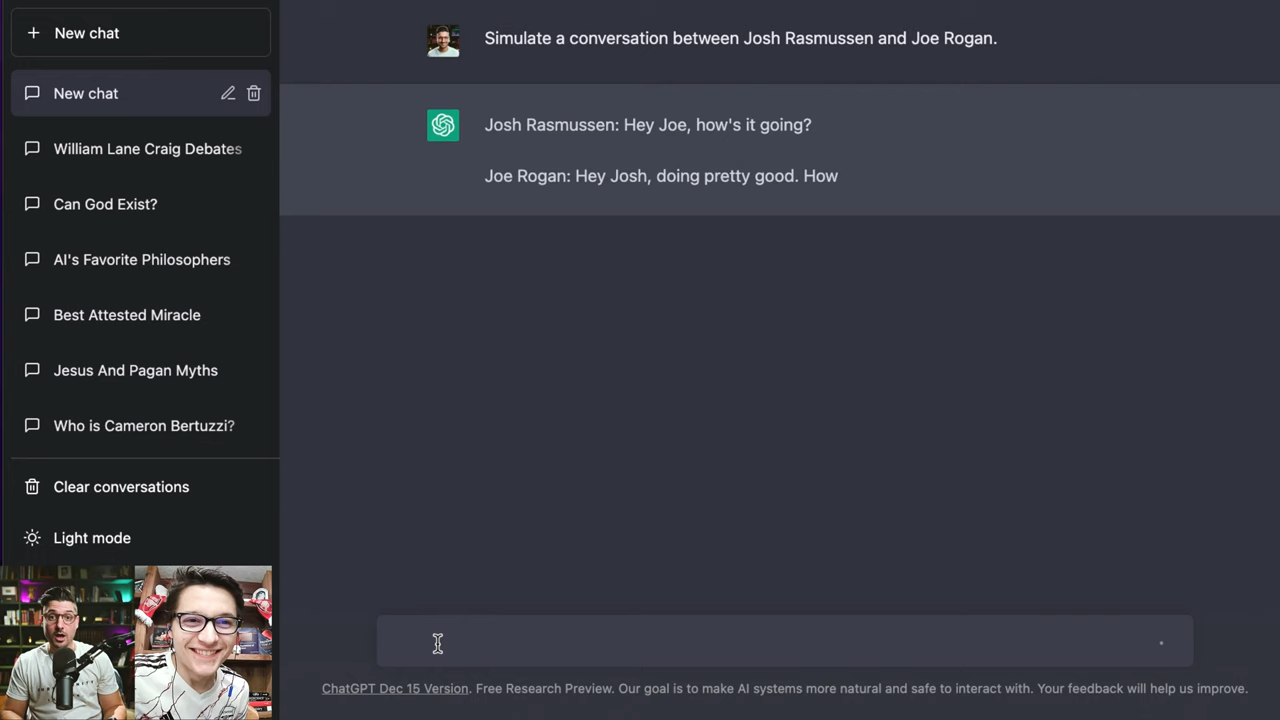 New chat
New chat
William Lane Craig Debates
Can God Exist?
AI's Favorite Philosophers
Best Attested Miracle
Jesus And Pagan Myths
Who is Cameron Bertuzzi?
Clear conversations
Light mode
Simulate a conversation between Josh Rasmussen and Joe Rogan.
Josh Rasmussen: Hey Joe, how's it going?
Joe Rogan: Hey Josh, doing pretty good. How
ChatGPT Dec 15 Version. Free Research Preview. Our goal is to make AI systems more natural and safe to interact with. Your feedback will help us improve.